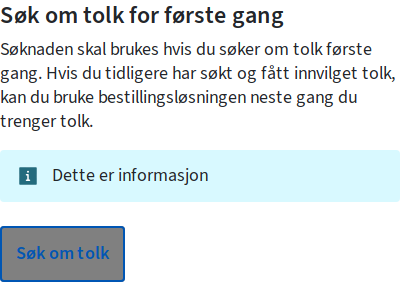 Søk om tolk for første gang
Søknaden skal brukes hvis du søker om tolk første
gang. Hvis du tidligere har søkt og fått innvilget tolk,
kan du bruke bestillingsløsningen neste gang du
trenger tolk.
Dette er informasjon
Søk om tolk